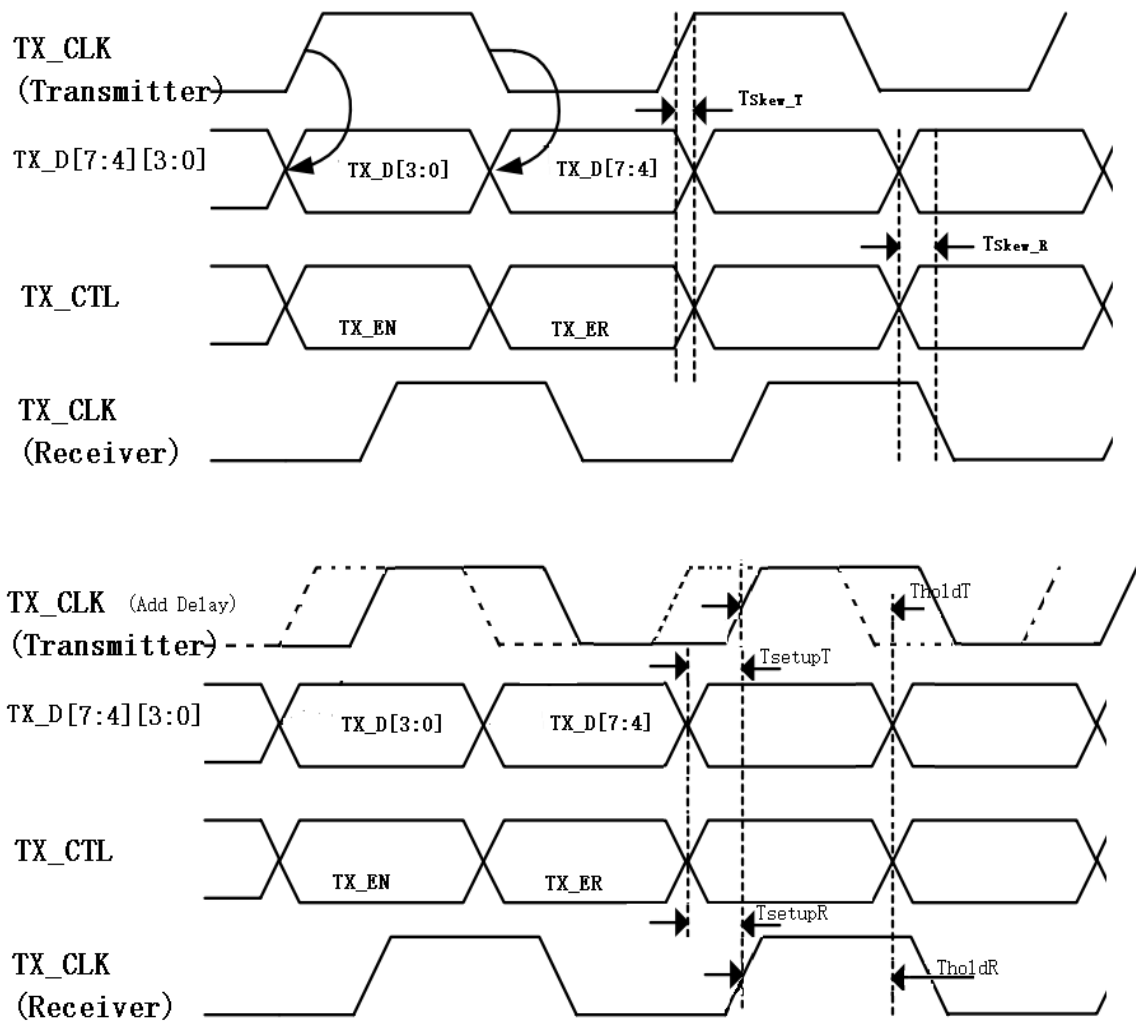 TX_CLK
(Transmitter)
Tskew_T
TX_D[7:4][3:0]
TX_D[3:0]
TX_D[7:4]
Tskew_R
TX_CTL
TX_EN
TX_ER
TX_CLK
(Receiver)
TX_CLK (Add Delay)
(Transmitter)
TholdT
TsetupT
TX_D[7:4][3:0]
TX_D[3:0]
TX_D[7:4]
TX_CTL
TX_EN
TX_ER
TsetupR
TX_CLK
(Receiver)
TholdR